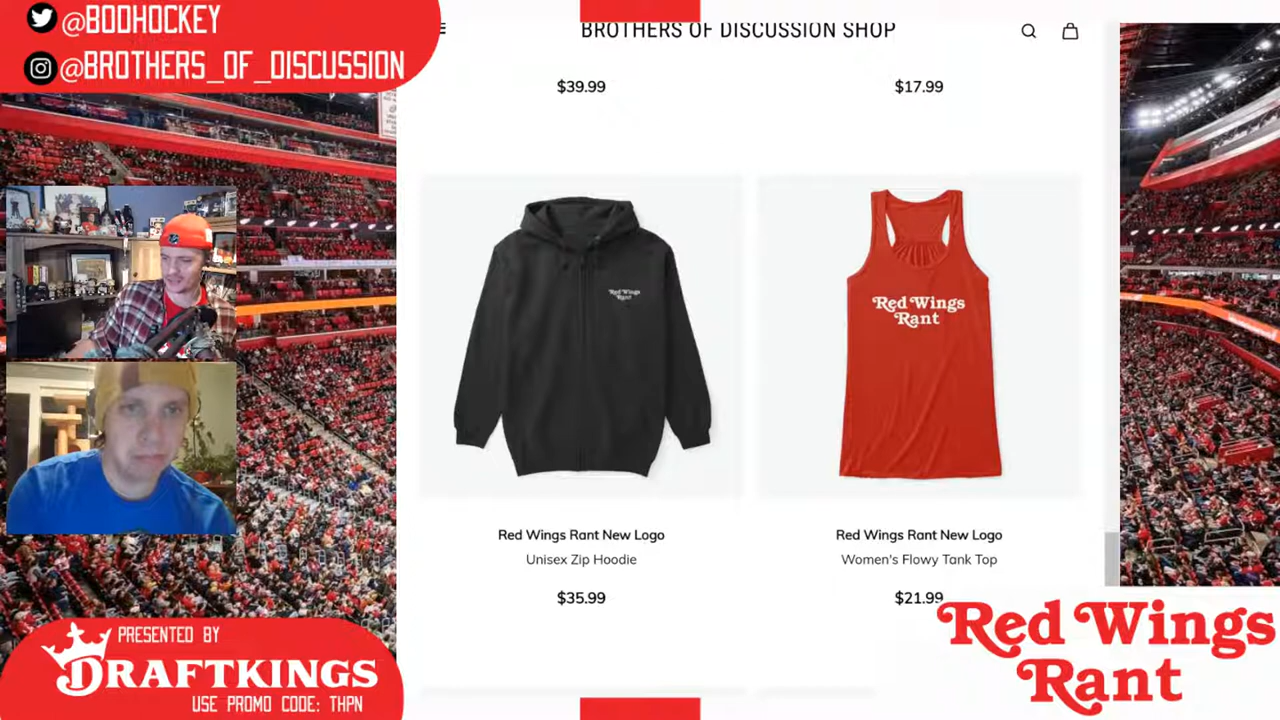 @BODHOCKEY
@BROTHERS_OF_DISCUSSION
BROTHERS OF DISCUSSION SHOP
$39.99
$17.99
Red Wings
Rant
Red Wings
Rant
Red Wings Rant New Logo
Unisex Zip Hoodie
$35.99
Red Wings Rant New Logo
Women's Flowy Tank Top
$21.99
PRESENTED BY
DRAFTKINGS
USE PROMO CODE: THPN
Red Wings
Rant